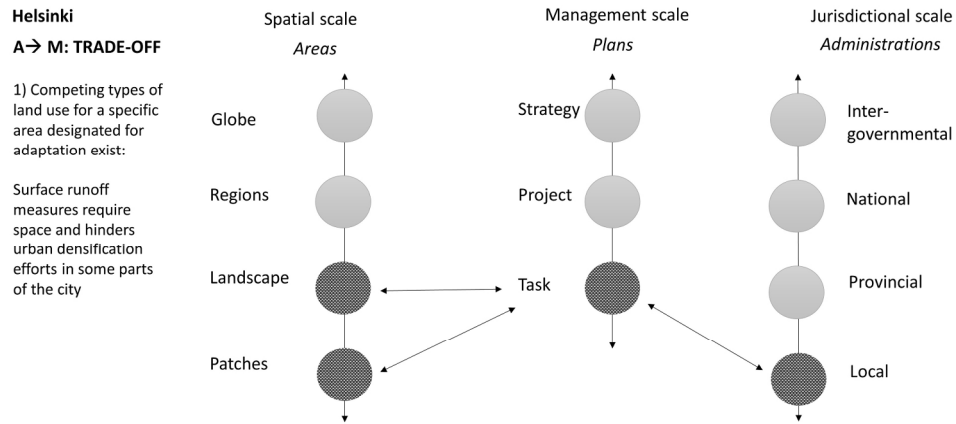 Helsinki
A→ M: TRADE-OFF
1) Competing types of
land use for a specific
area designated for
adaptation exist:
Surface runoff
measures require
space and hinders
urban densification
efforts in some parts
of the city
Spatial scale
Areas
Globe
Regions
Landscape
Patches
Management scale
Plans
Strategy
Project
Task
Jurisdictional scale
Administrations
Inter-
governmental
National
Provincial
Local